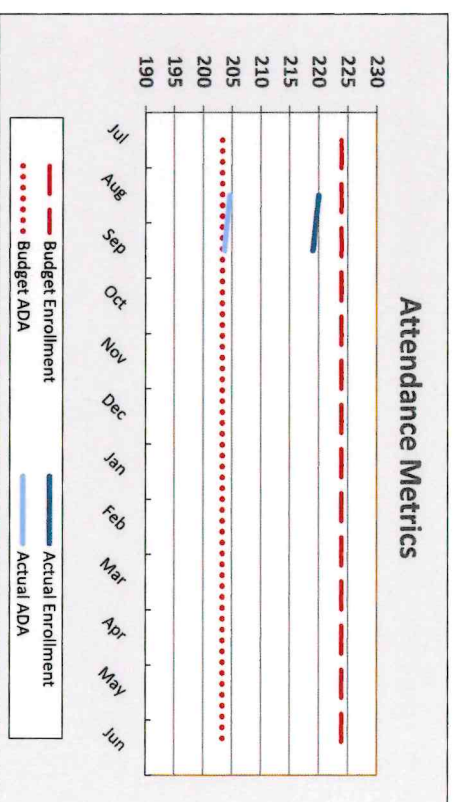 Attendance Metrics
230
225
220
215
210
205
200
195
190
Jul Aug Sep Oct Nov Dec Jan Feb Mar Apr May Jun
Budget Enrollment Actual Enrollment
Budget ADA Actual ADA